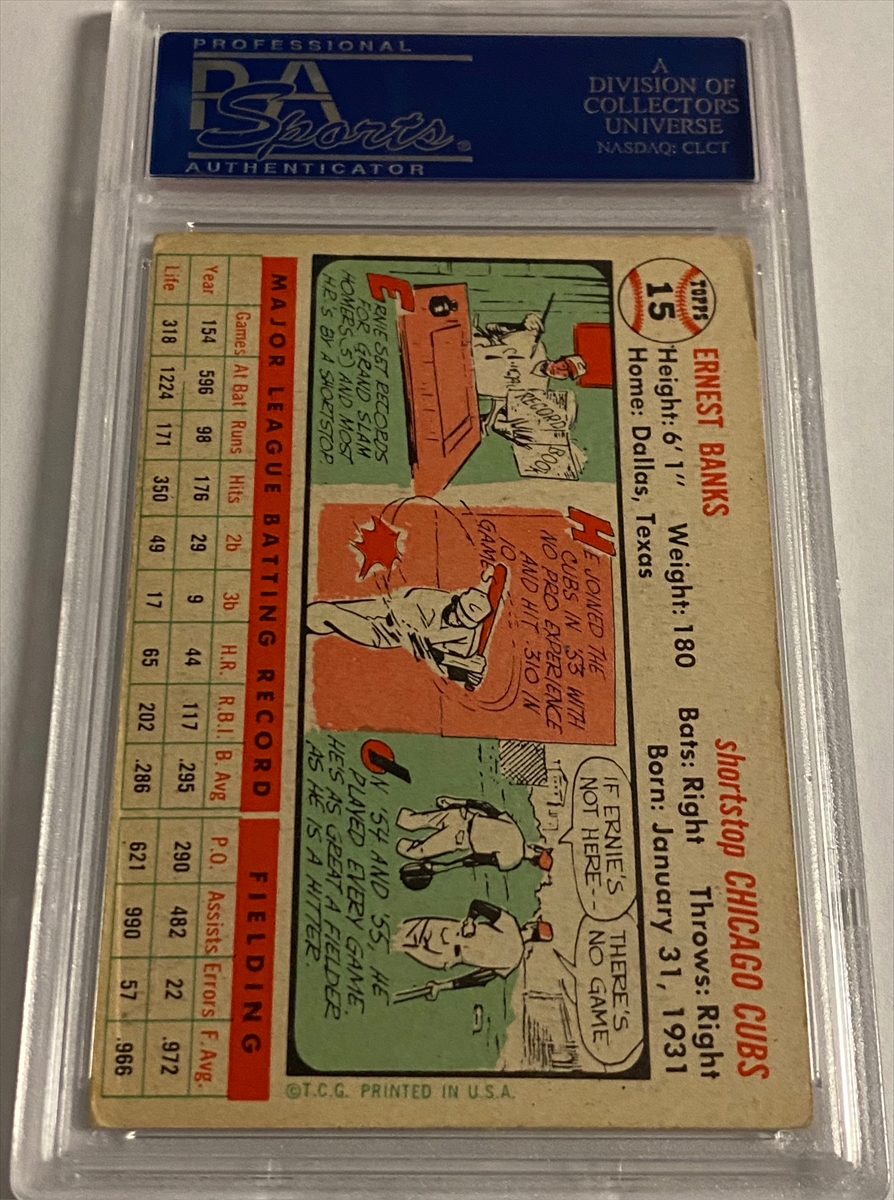 PROFESSIONAL
PSA
Sports®
AUTHENTICATOR
A
DIVISION OF
COLLECTORS
UNIVERSE
NASDAQ: CLCT
TOPPS
15
ERNEST BANKS
shortstop CHICAGO CUBS
Height: 6' 1" Weight: 180 Bats: Right Throws: Right
Home: Dallas, Texas Born: January 31, 1931
RECORD BOOK
ERNIE SET RECORDS
FOR GRAND SLAM
HOMERS (5) AND MOST
HR'S BY A SHORTSTOP
HE JOINED THE
CUBS IN '53 WITH
NO PRO EXPERIENCE
AND HIT .310 IN
10
GAMES
IF ERNIE'S
NOT HERE--
THERE'S
NO GAME
IN '54 AND '55, HE
PLAYED EVERY GAME.
HE'S AS GREAT A FIELDER
AS HE IS A HITTER.
MAJOR LEAGUE BATTING RECORD FIELDING
Games At Bat Runs Hits 2b 3b H.R. R.B.I. B. Avg P.O. Assists Errors F. Avg.
Year 154 596 98 176 29 9 44 117 .295 290 482 22 .972
Life 318 1224 171 350 49 17 65 202 .286 621 990 57 .966
©T.C.G. PRINTED IN U.S.A.